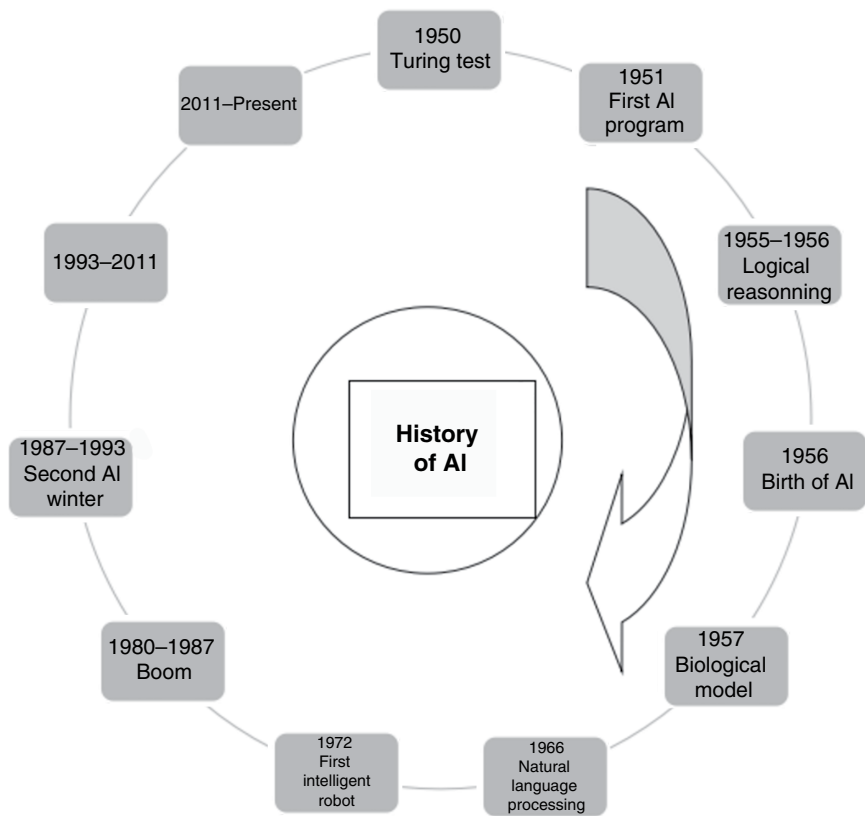 1950
Turing test
1951
First AI
program
1955–1956
Logical
reasonning
1956
Birth of AI
1957
Biological
model
1966
Natural
language
processing
1972
First
intelligent
robot
1980–1987
Boom
1987–1993
Second AI
winter
1993–2011
2011–Present
History
of AI